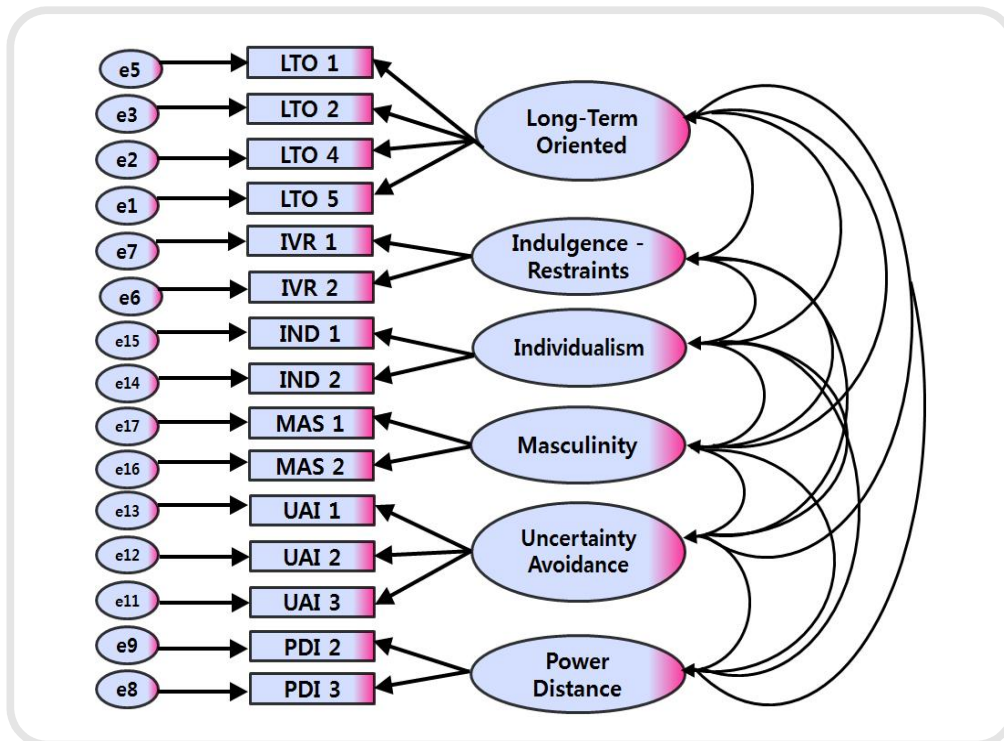 e5
LTO 1
e3
LTO 2
e2
LTO 4
e1
LTO 5
Long-Term
Oriented
e7
IVR 1
e6
IVR 2
Indulgence -
Restraints
e15
IND 1
e14
IND 2
Individualism
e17
MAS 1
e16
MAS 2
Masculinity
e13
UAI 1
e12
UAI 2
e11
UAI 3
Uncertainty
Avoidance
e9
PDI 2
e8
PDI 3
Power
Distance